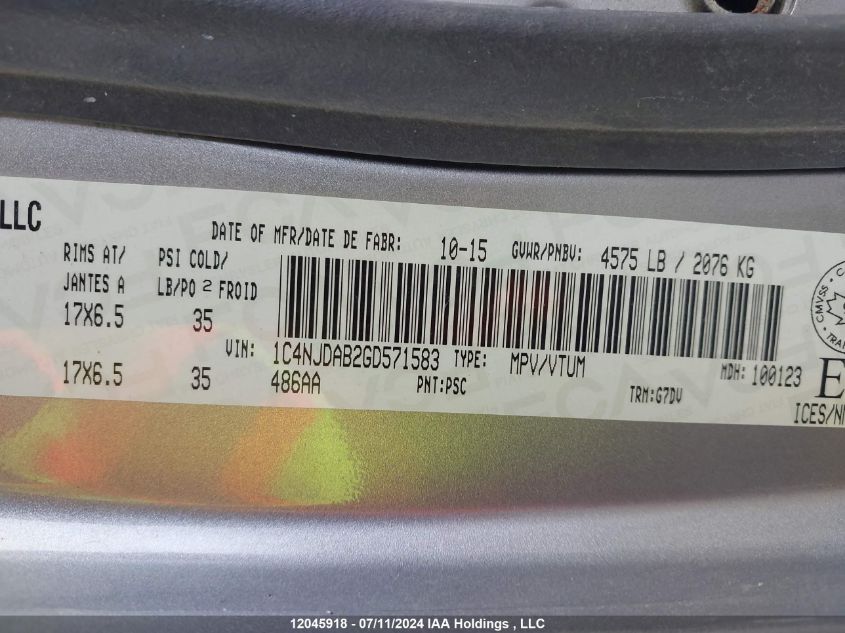 LLC
DATE OF MFR/DATE DE FABR: 10-15 GVWR/PNBV: 4575 LB / 2076 KG
RIMS AT/ PSI COLD/
JANTES A LB/PO 2 FROID
17X6.5 35
VIN: 1C4NJDAB2GD571583 TYPE: MPV/VTUM MDH: 100123
17X6.5 35 486AA PNT:PSC TRM:G7DV
CMVSS
ICES/
12045918 - 07/11/2024 IAA Holdings , LLC